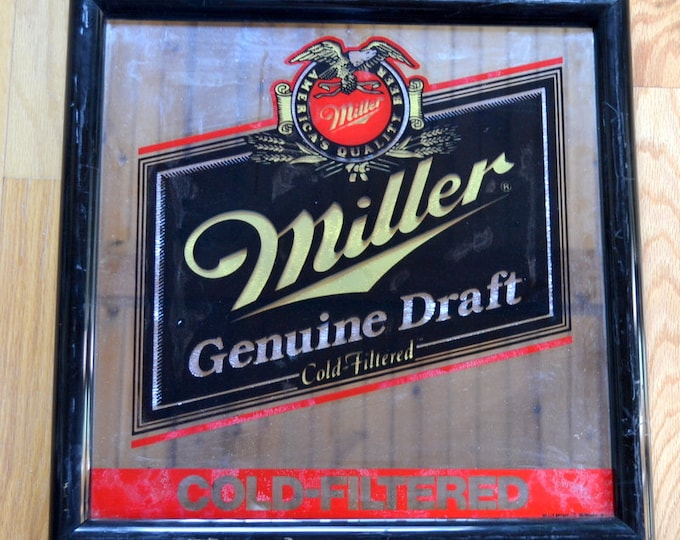 AMERICA'S QUALITY BEER
Miller
Miller®
Genuine Draft
Cold-Filtered
COLD-FILTERED